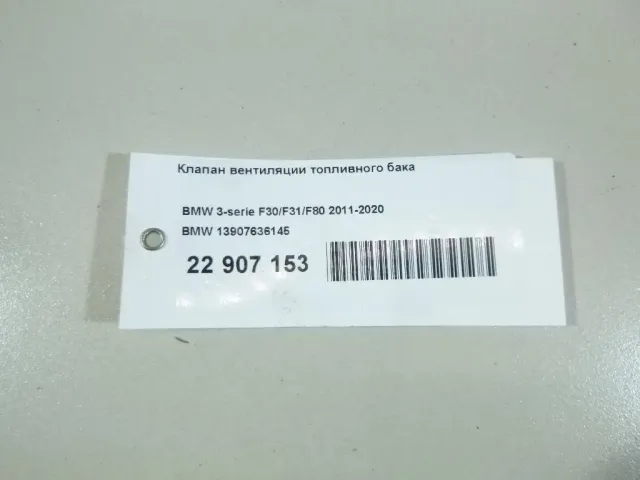 Клапан вентиляции топливного бака
BMW 3-serie F30/F31/F80 2011-2020
BMW 13907636145
22 907 153